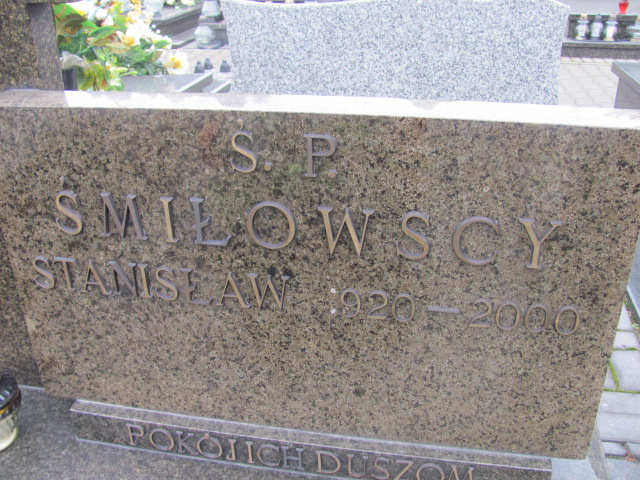 Ś. P.
ŚMIŁOWSCY
STANISŁAW 920–2000
POKÓJ ICH DUSZOM